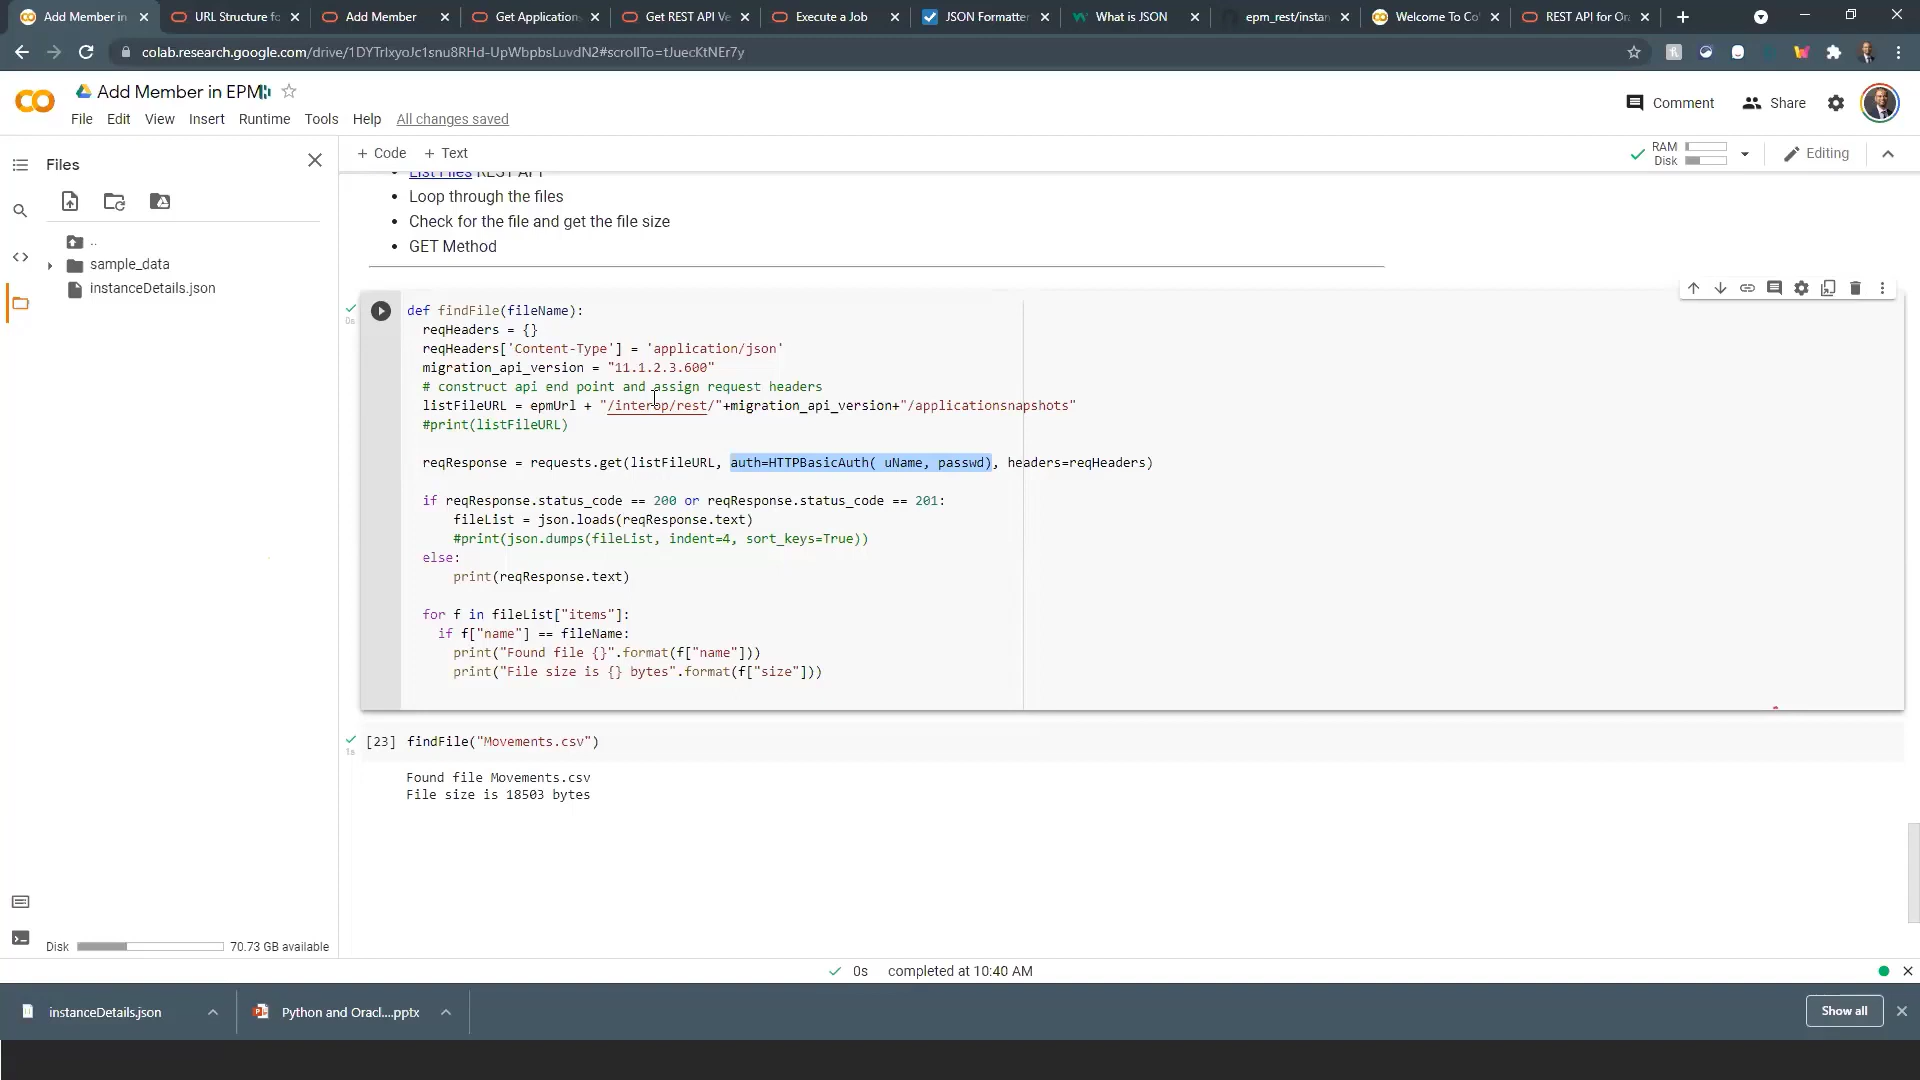 Add Member in
URL Structure fo
Add Member
Get Application
Get REST API Ve
Execute a Job
JSON Formatter
What is JSON
epm_rest/instan
Welcome To Co
REST API for Ora
colab.research.google.com
Add Member in EPM
Comment
Share
File Edit View Insert Runtime Tools Help All changes saved
Files
+ Code + Text
RAM
Disk
Editing
List Files REST API
• Loop through the files
• Check for the file and get the file size
• GET Method
..
sample_data
instanceDetails.json
def findFile(fileName):
reqHeaders = {}
reqHeaders['Content-Type'] = 'application/json'
migration_api_version = "11.1.2.3.600"
# construct api end point and assign request headers
listFileURL = epmUrl + "/interop/rest/"+migration_api_version+"/applicationsnapshots"
#print(listFileURL)
reqResponse = requests.get(listFileURL, auth=HTTPBasicAuth( uName, passwd), headers=reqHeaders)
if reqResponse.status_code == 200 or reqResponse.status_code == 201:
fileList = json.loads(reqResponse.text)
#print(json.dumps(fileList, indent=4, sort_keys=True))
else:
print(reqResponse.text)
for f in fileList["items"]:
if f["name"] == fileName:
print("Found file {}".format(f["name"]))
print("File size is {} bytes".format(f["size"]))
0s
1s
[23] findFile("Movements.csv")
Found file Movements.csv
File size is 18503 bytes
Disk 70.73 GB available
0s completed at 10:40 AM
instanceDetails.json
Python and Oracl....pptx
Show all